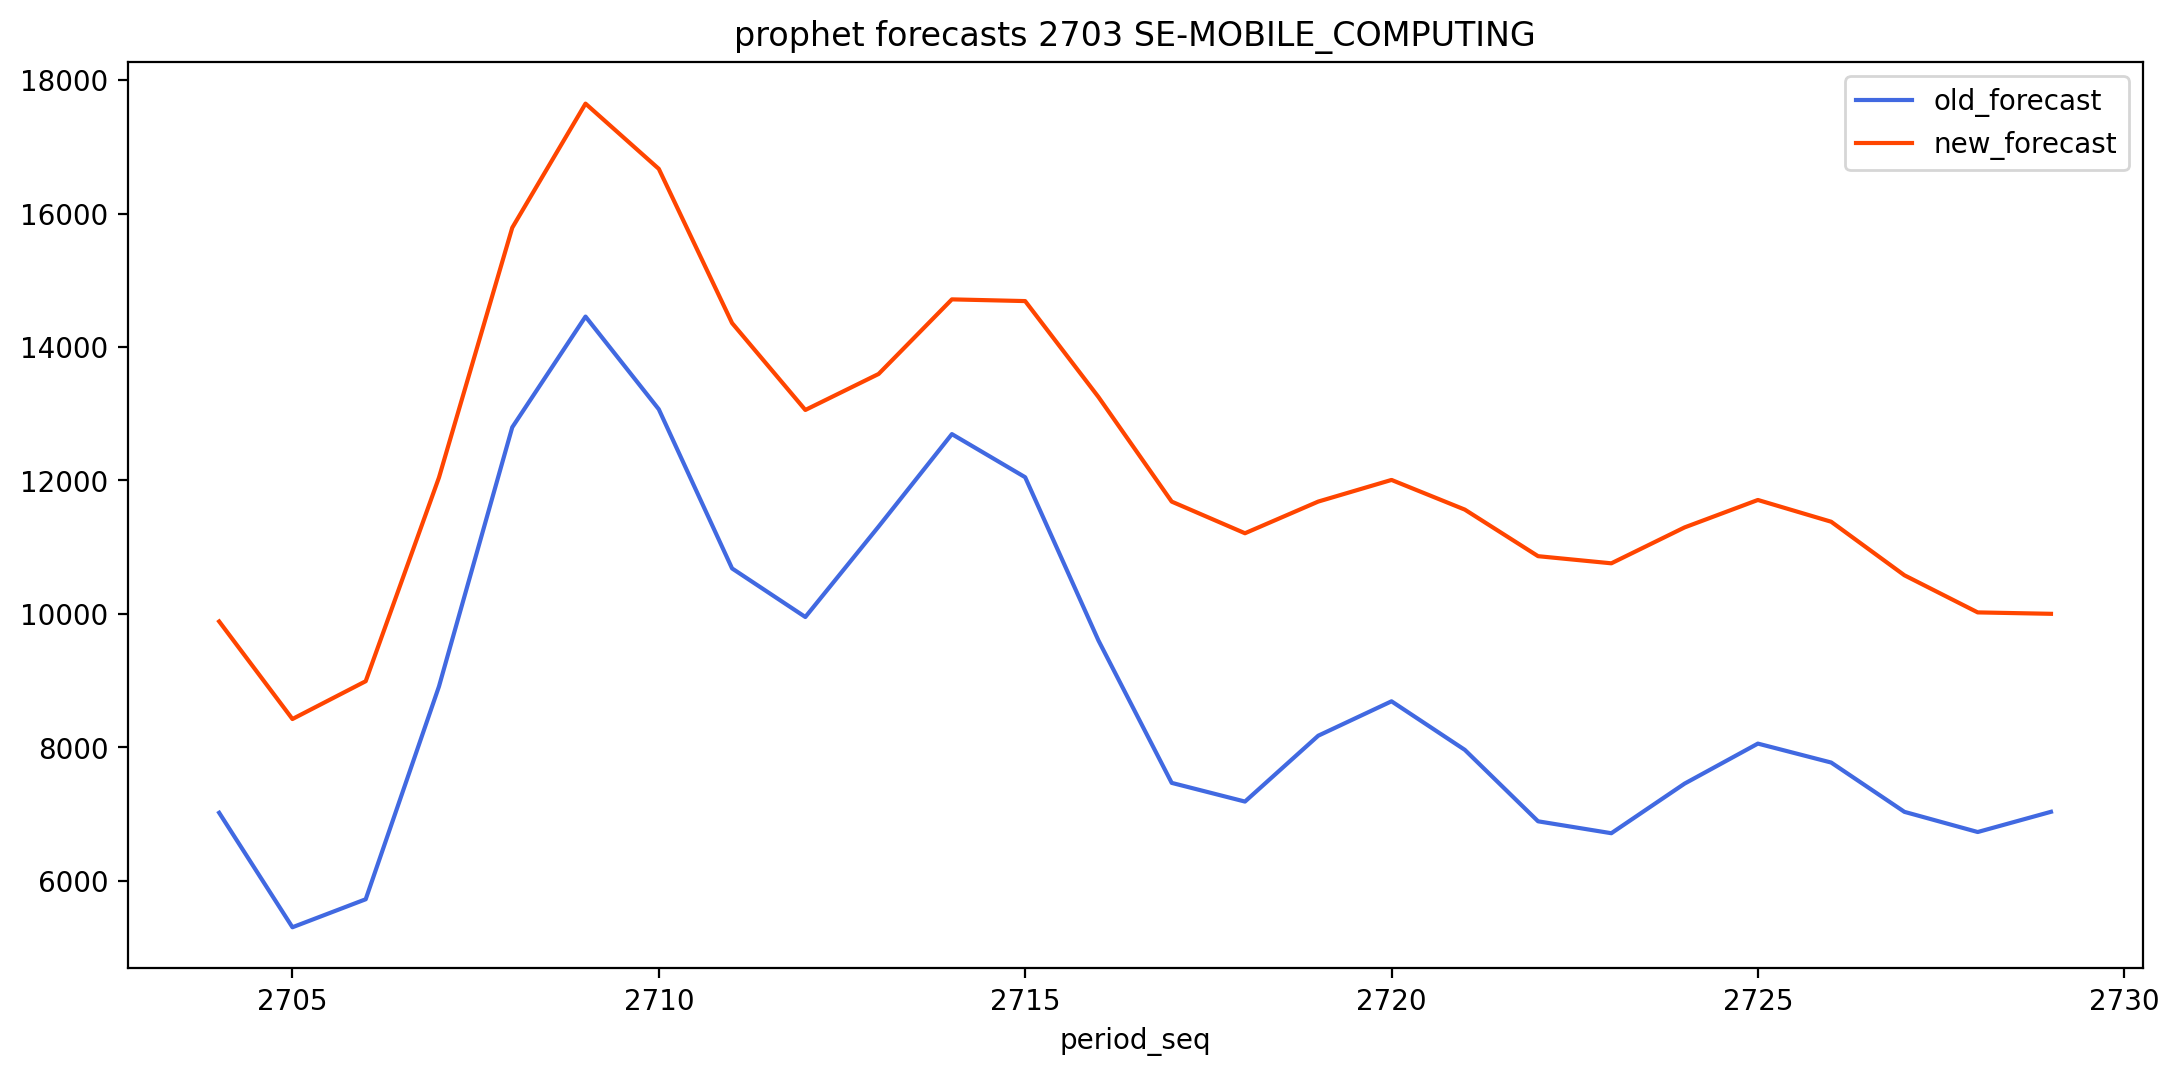 prophet forecasts 2703 SE-MOBILE_COMPUTING
18000
16000
14000
12000
10000
8000
6000
old_forecast
new_forecast
2705 2710 2715 2720 2725 2730
period_seq